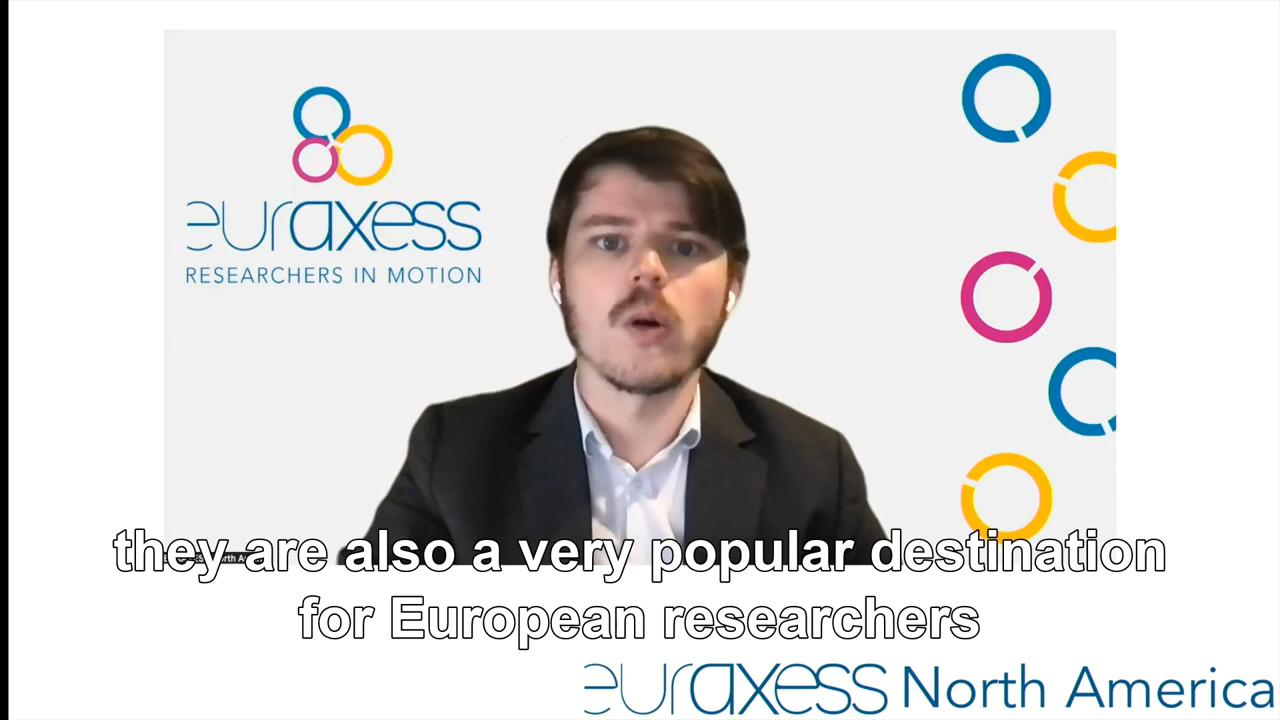 euraxess
RESEARCHERS IN MOTION
they are also a very popular destination
for European researchers
euraxess North America